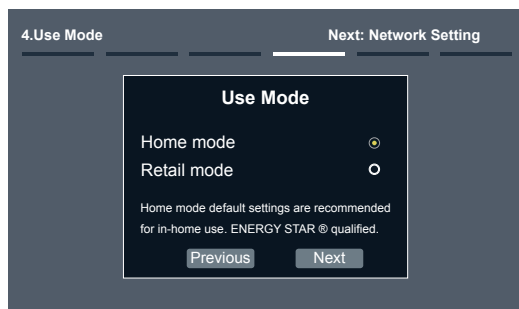 4.Use Mode Next: Network Setting
Use Mode
Home mode
Retail mode
Home mode default settings are recommended
for in-home use. ENERGY STAR ® qualified.
Previous Next